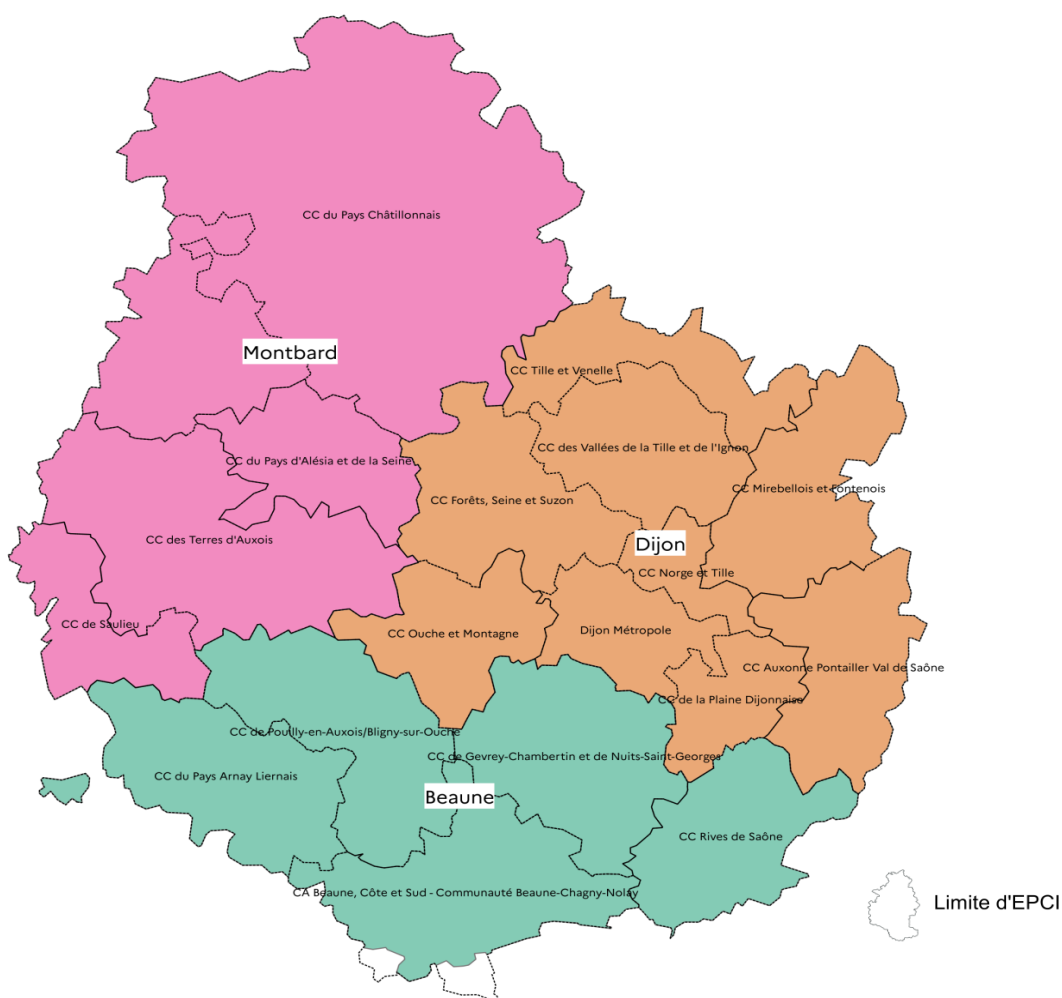 CC du Pays Châtillonnais
Montbard
CC Tille et Venelle
CC des Vallées de la Tille et de l'Ignon
CC du Pays d'Alésia et de la Seine
CC Mirebellois et Fontenois
CC Forêts, Seine et Suzon
CC des Terres d'Auxois
Dijon
CC Norge et Tille
CC de Saulieu
CC Ouche et Montagne
Dijon Métropole
CC Auxonne Pontailler Val de Saône
CC de la Plaine Dijonnaise
CC de Pouilly-en-Auxois/Bligny-sur-Ouche
CC de Gevrey-Chambertin et de Nuits-Saint-Georges
CC du Pays Arnay Liernais
Beaune
CC Rives de Saône
CA Beaune, Côte et Sud - Communauté Beaune-Chagny-Nolay
Limite d'EPCI